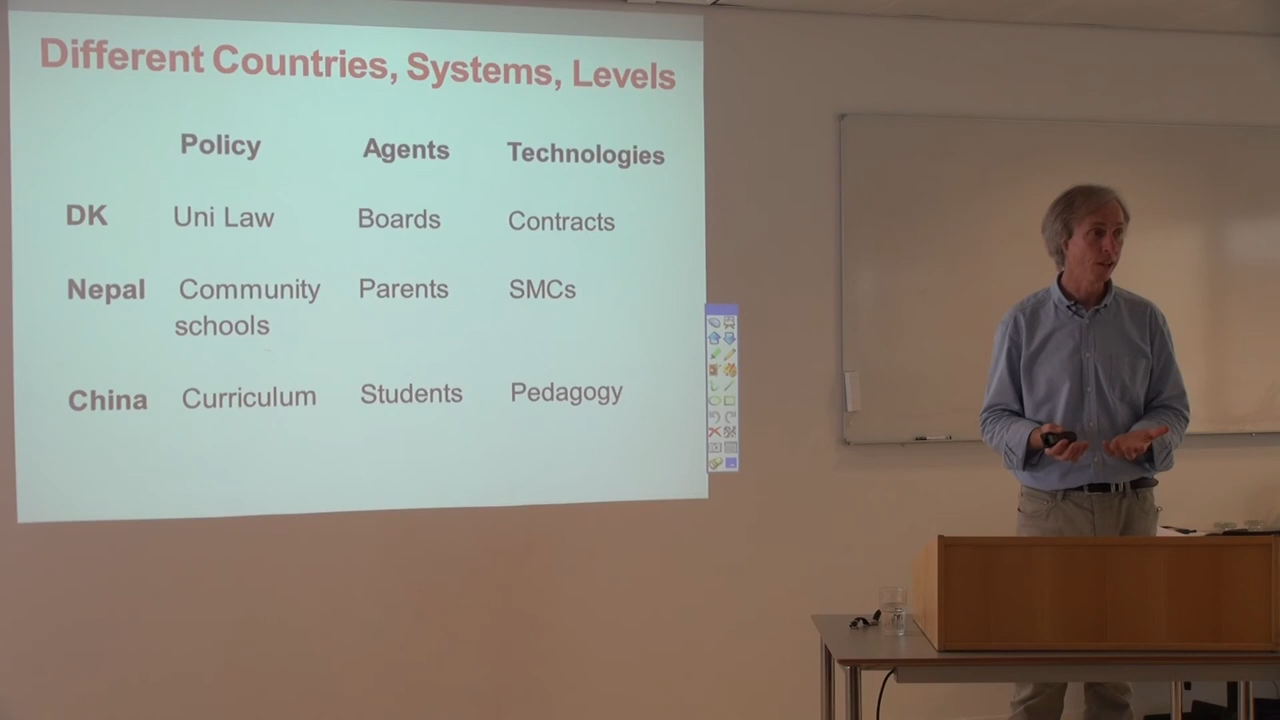 Different Countries, Systems, Levels
Policy Agents Technologies
DK Uni Law Boards Contracts
Nepal Community Parents SMCs
schools
China Curriculum Students Pedagogy